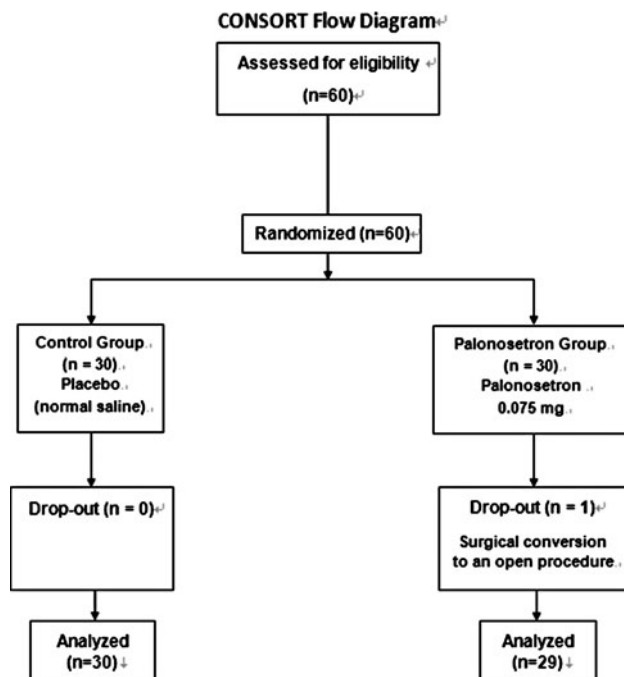 CONSORT Flow Diagram↵
Assessed for eligibility ↵
(n=60)↵
Randomized (n=60)↵
Control Group
(n = 30)
Placebo
(normal saline)
Palonosetron Group
(n = 30)
Palonosetron
0.075 mg
Drop-out (n = 0)↵
Drop-out (n = 1)↵
Surgical conversion
to an open procedure
Analyzed
(n=30)↓
Analyzed
(n=29)↓